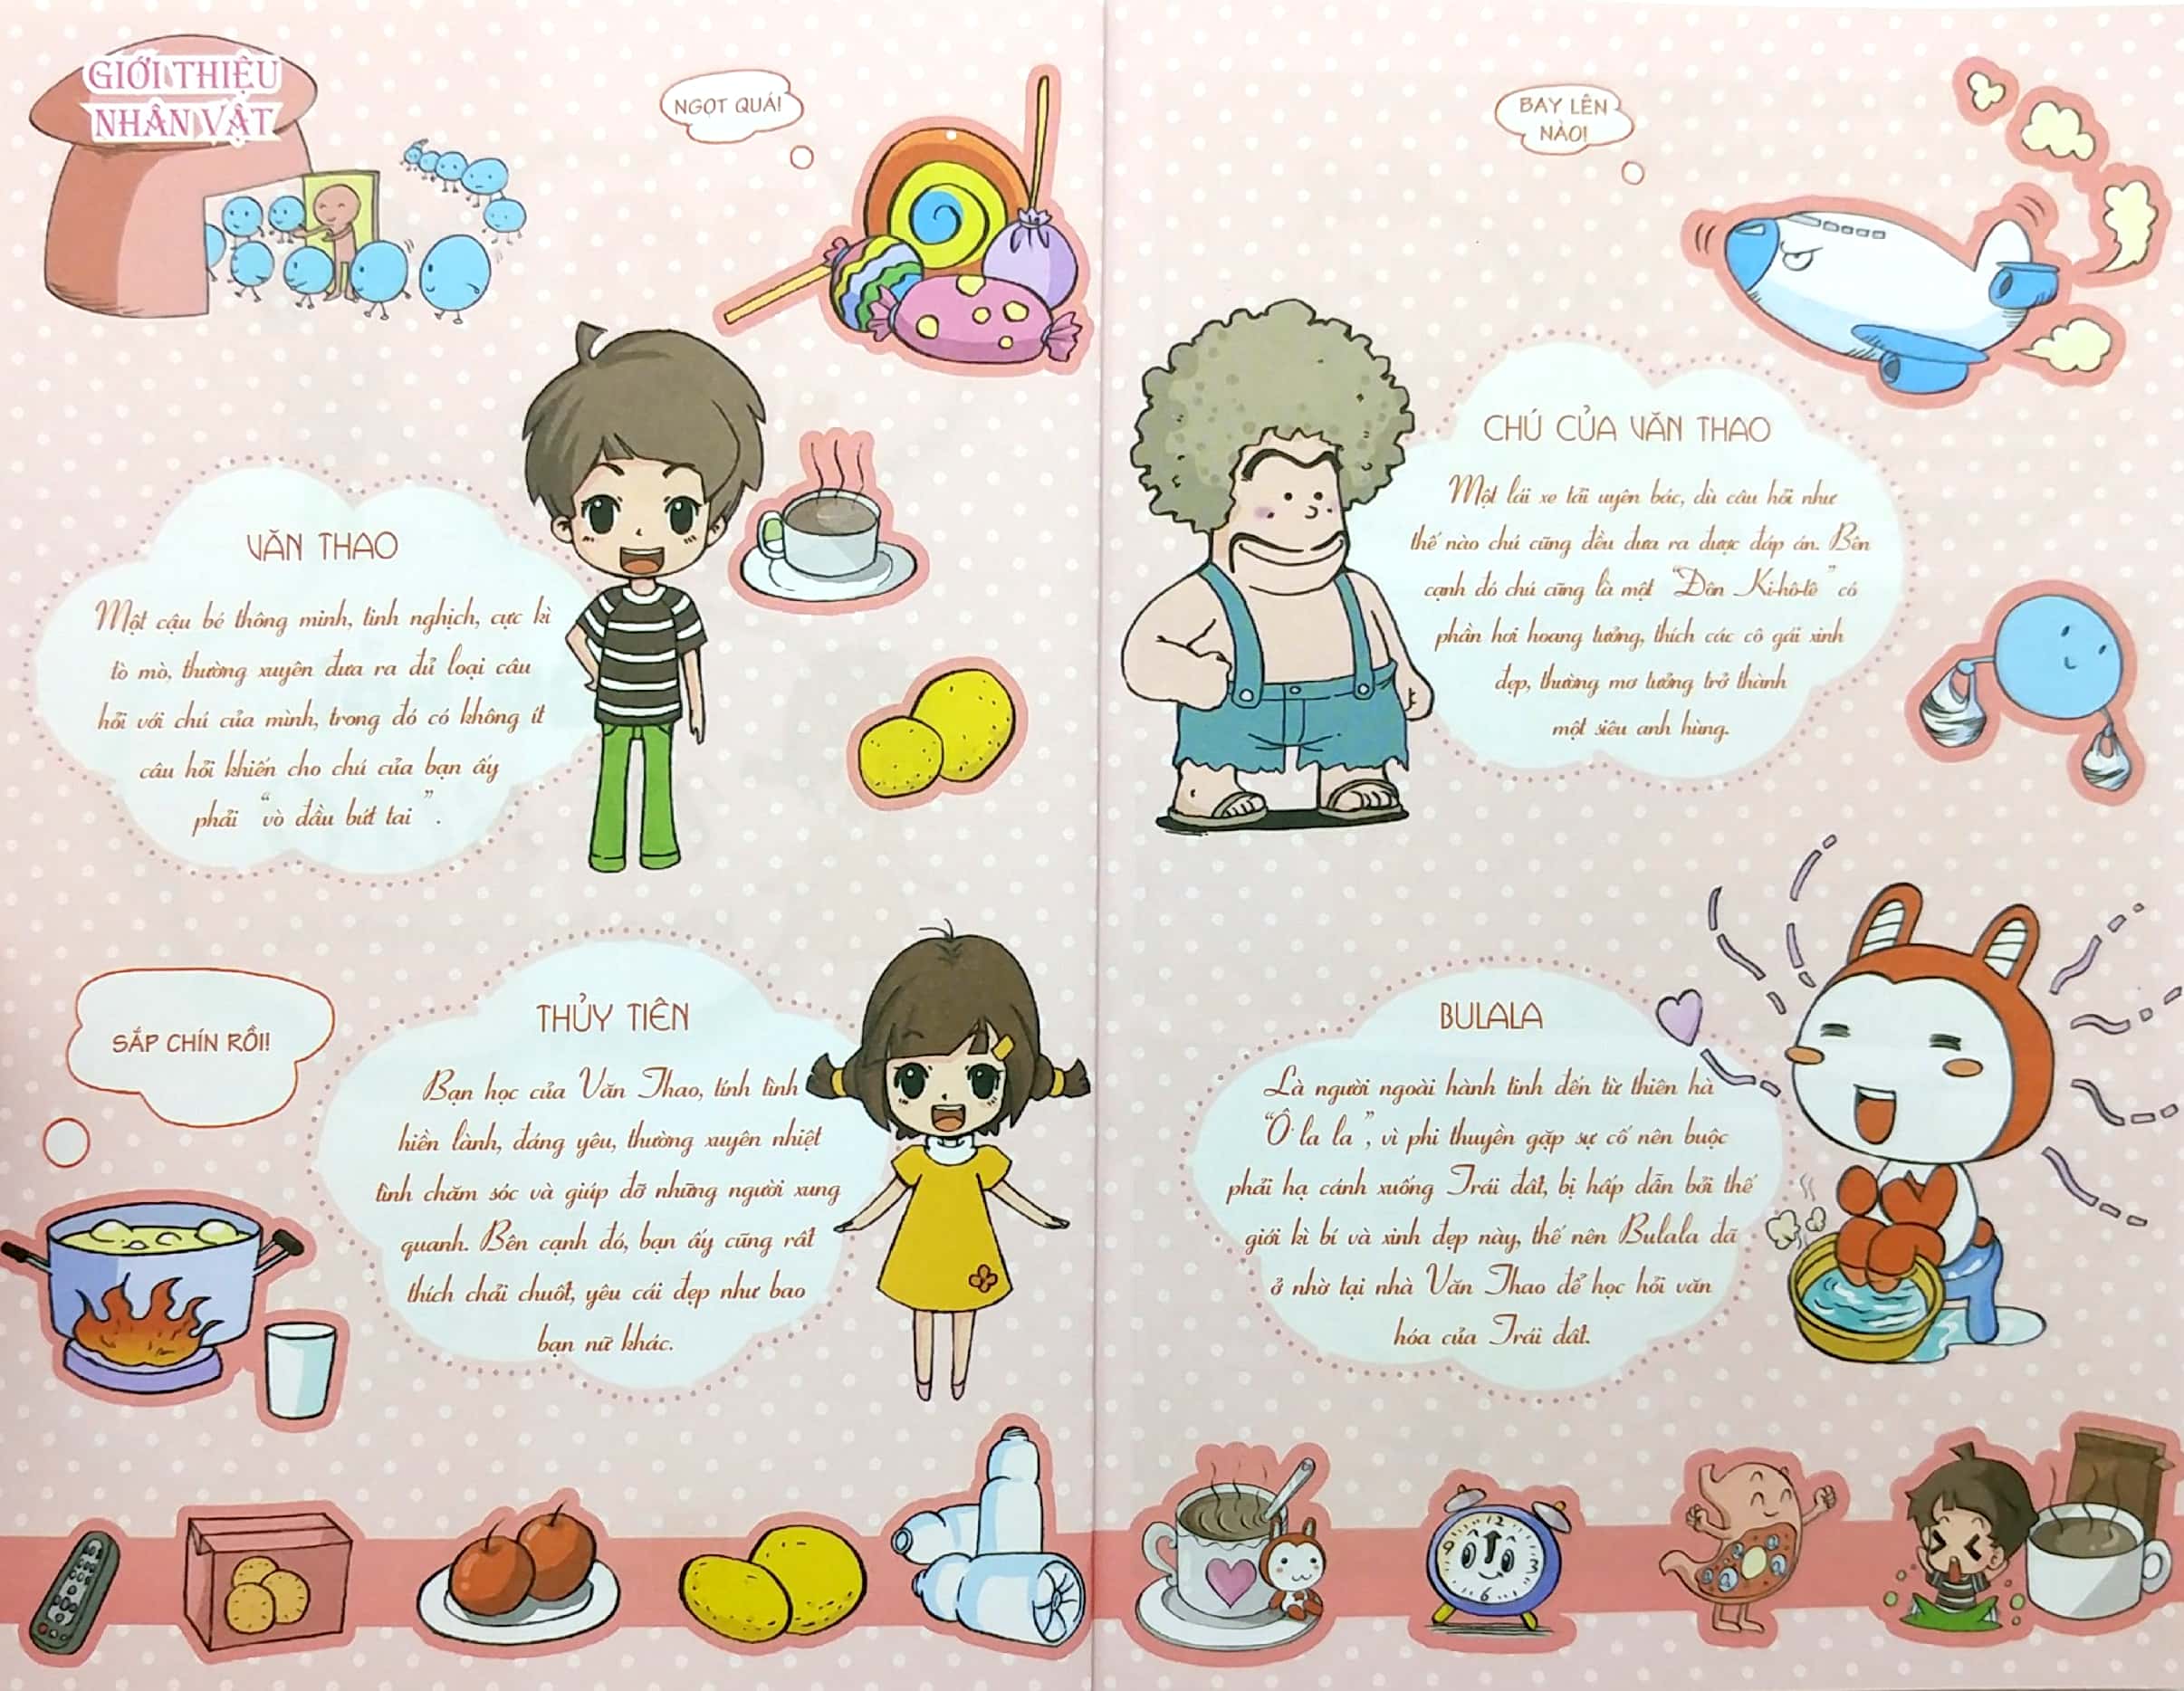 GIỚI THIỆU
NHÂN VẬT
NGỌT QUÁ!
VĂN THAO
Một cậu bé thông minh, tinh nghịch, cực kì
tò mò, thường xuyên đưa ra đủ loại câu
hỏi với chú của mình, trong đó có không ít
câu hỏi khiến cho chú của bạn ấy
phải “vò đầu bứt tai”.
SẮP CHÍN RỒI!
THỦY TIÊN
Bạn học của Văn Thao, tính tình
hiền lành, đáng yêu, thường xuyên nhiệt
tình chăm sóc và giúp đỡ những người xung
quanh. Bên cạnh đó, bạn ấy cũng rất
thích chải chuốt, yêu cái đẹp như bao
bạn nữ khác.
BAY LÊN
NÀO!
CHÚ CỦA VĂN THAO
Một lái xe tải uyên bác, dù câu hỏi như
thế nào chú cũng đều đưa ra được đáp án. Bên
cạnh đó chú cũng là một “Đôn Ki-hô-tê” có
phần hơi hoang tưởng, thích các cô gái xinh
đẹp, thường mơ tưởng trở thành
một siêu anh hùng.
BULALA
Là người ngoài hành tinh đến từ thiên hà
“Ô la la”, vì phi thuyền gặp sự cố nên buộc
phải hạ cánh xuống Trái đất, bị hấp dẫn bởi thế
giới kì bí và xinh đẹp này, thế nên Bulala đã
ở nhờ tại nhà Văn Thao để học hỏi văn
hóa của Trái đất.
12
9
3
6